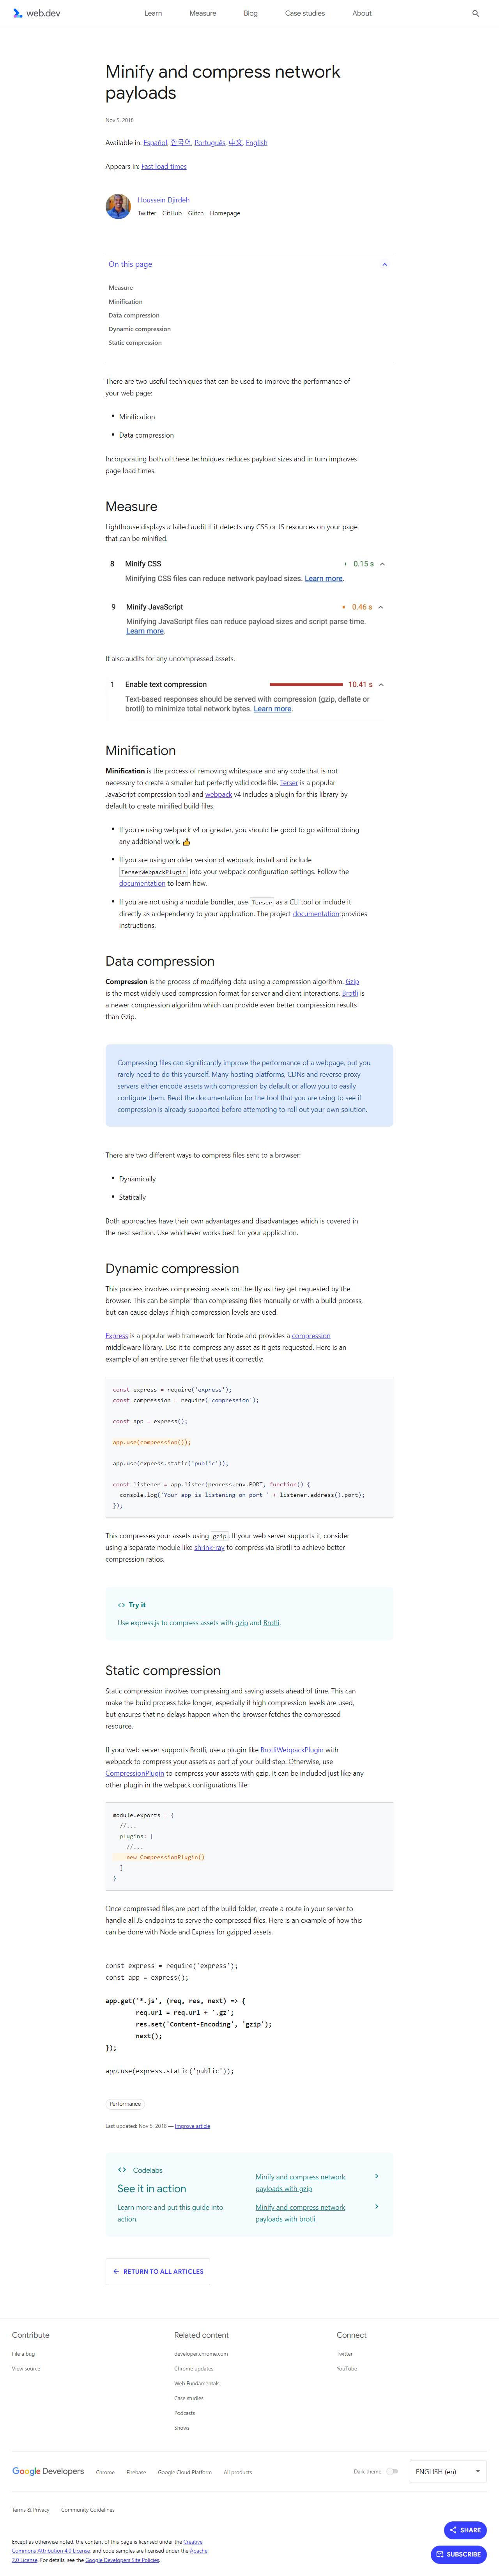 web.dev
Learn
Measure
Blog
Case studies
About
Minify and compress network
payloads
Nov 5, 2018
Available in: Español, 한국어, Português, 中文, English
Appears in: Fast load times
Houssein Djirdeh
Twitter GitHub Glitch Homepage
On this page
Measure
Minification
Data compression
Dynamic compression
Static compression
There are two useful techniques that can be used to improve the performance of
your web page:
• Minification
• Data compression
Incorporating both of these techniques reduces payload sizes and in turn improves
page load times.
Measure
Lighthouse displays a failed audit if it detects any CSS or JS resources on your page
that can be minified.
8 Minify CSS 0.15 s
Minifying CSS files can reduce network payload sizes. Learn more.
9 Minify JavaScript 0.46 s
Minifying JavaScript files can reduce payload sizes and script parse time.
Learn more.
It also audits for any uncompressed assets.
1 Enable text compression 10.41 s
Text-based responses should be served with compression (gzip, deflate or
brotli) to minimize total network bytes. Learn more.
Minification
Minification is the process of removing whitespace and any code that is not
necessary to create a smaller but perfectly valid code file. Terser is a popular
JavaScript compression tool and webpack v4 includes a plugin for this library by
default to create minified build files.
• If you're using webpack v4 or greater, you should be good to go without doing
any additional work. 👍
• If you are using an older version of webpack, install and include
TerserWebpackPlugin into your webpack configuration settings. Follow the
documentation to learn how.
• If you are not using a module bundler, use Terser as a CLI tool or include it
directly as a dependency to your application. The project documentation provides
instructions.
Data compression
Compression is the process of modifying data using a compression algorithm. Gzip
is the most widely used compression format for server and client interactions. Brotli is
a newer compression algorithm which can provide even better compression results
than Gzip.
Compressing files can significantly improve the performance of a webpage, but you
rarely need to do this yourself. Many hosting platforms, CDNs and reverse proxy
servers either encode assets with compression by default or allow you to easily
configure them. Read the documentation for the tool that you are using to see if
compression is already supported before attempting to roll out your own solution.
There are two different ways to compress files sent to a browser:
• Dynamically
• Statically
Both approaches have their own advantages and disadvantages which is covered in
the next section. Use whichever works best for your application.
Dynamic compression
This process involves compressing assets on-the-fly as they get requested by the
browser. This can be simpler than compressing files manually or with a build process,
but can cause delays if high compression levels are used.
Express is a popular web framework for Node and provides a compression
middleware library. Use it to compress any asset as it gets requested. Here is an
example of an entire server file that uses it correctly:
const express = require('express');
const compression = require('compression');
const app = express();
app.use(compression());
app.use(express.static('public'));
const listener = app.listen(process.env.PORT, function() {
console.log('Your app is listening on port ' + listener.address().port);
});
This compresses your assets using gzip. If your web server supports it, consider
using a separate module like shrink-ray to compress via Brotli to achieve better
compression ratios.
Try it
Use express.js to compress assets with gzip and Brotli.
Static compression
Static compression involves compressing and saving assets ahead of time. This can
make the build process take longer, especially if high compression levels are used,
but ensures that no delays happen when the browser fetches the compressed
resource.
If your web server supports Brotli, use a plugin like BrotliWebpackPlugin with
webpack to compress your assets as part of your build step. Otherwise, use
CompressionPlugin to compress your assets with gzip. It can be included just like any
other plugin in the webpack configurations file:
module.exports = {
//...
plugins: [
//...
new CompressionPlugin()
]
}
Once compressed files are part of the build folder, create a route in your server to
handle all JS endpoints to serve the compressed files. Here is an example of how this
can be done with Node and Express for gzipped assets.
const express = require('express');
const app = express();
app.get('*.js', (req, res, next) => {
req.url = req.url + '.gz';
res.set('Content-Encoding', 'gzip');
next();
});
app.use(express.static('public'));
Performance
Last updated: Nov 5, 2018 — Improve article
Codelabs
See it in action
Learn more and put this guide into
action.
Minify and compress network
payloads with gzip
Minify and compress network
payloads with brotli
RETURN TO ALL ARTICLES
Contribute
File a bug
View source
Related content
developer.chrome.com
Chrome updates
Web Fundamentals
Case studies
Podcasts
Shows
Connect
Twitter
YouTube
Google Developers
Chrome
Firebase
Google Cloud Platform
All products
Dark theme
ENGLISH (en)
Terms & Privacy
Community Guidelines
SHARE
SUBSCRIBE
Except as otherwise noted, the content of this page is licensed under the Creative
Commons Attribution 4.0 License, and code samples are licensed under the Apache
2.0 License. For details, see the Google Developers Site Policies.